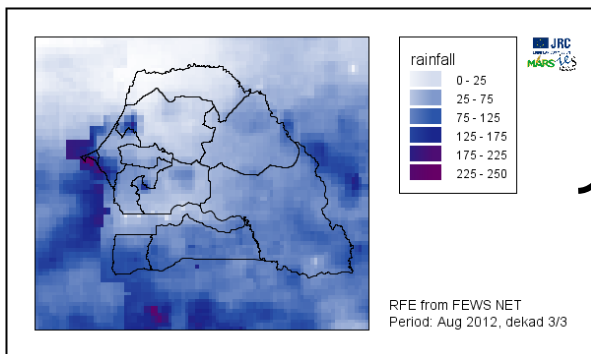 rainfall
0 - 25
25 - 75
75 - 125
125 - 175
175 - 225
225 - 250
JRC
MARS
ies
RFE from FEWS NET
Period: Aug 2012, dekad 3/3